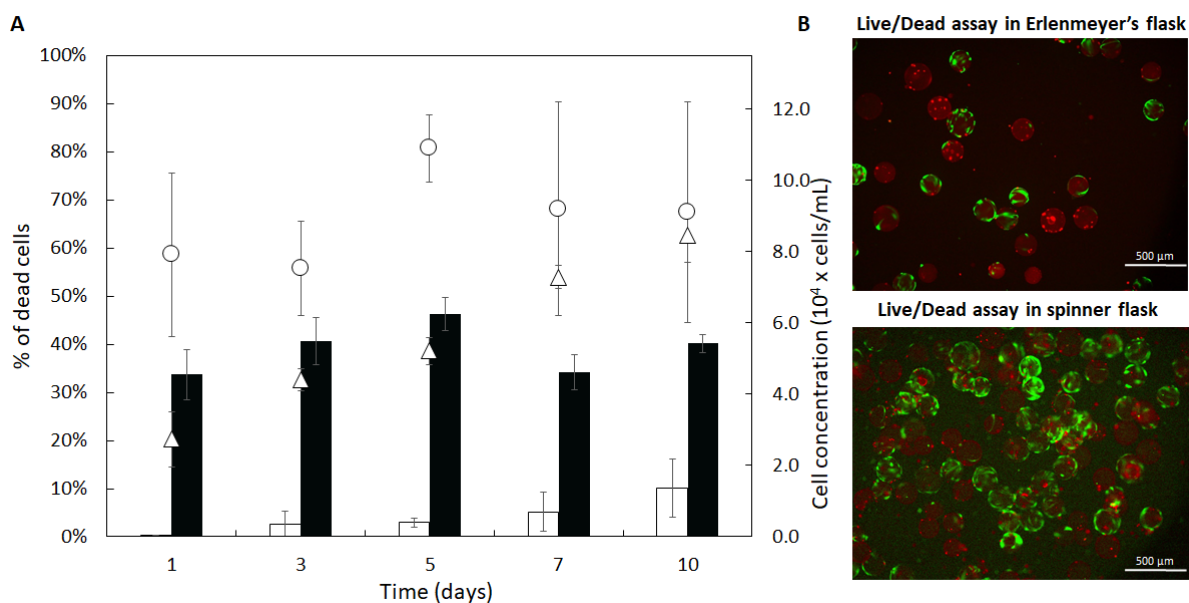 A
B
Live/Dead assay in Erlenmeyer's flask
100%
90%
80%
70%
60%
50%
40%
30%
20%
10%
0%
% of dead cells
12.0
10.0
8.0
6.0
4.0
2.0
0.0
Cell concentration (10⁴ x cells/mL)
1
3
5
7
10
Time (days)
500 µm
Live/Dead assay in spinner flask
500 µm